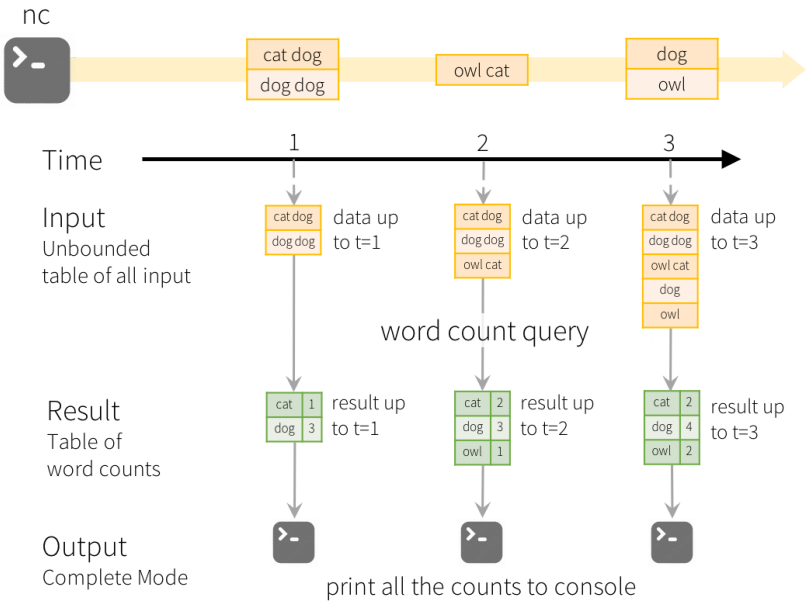 nc
cat dog
dog dog
owl cat
dog
owl
Time
1
2
3
Input
Unbounded
table of all input
cat dog
dog dog
data up
to t=1
cat dog
dog dog
owl cat
data up
to t=2
cat dog
dog dog
owl cat
dog
owl
data up
to t=3
word count query
Result
Table of
word counts
cat 1
dog 3
result up
to t=1
cat 2
dog 3
owl 1
result up
to t=2
cat 2
dog 4
owl 2
result up
to t=3
Output
Complete Mode
print all the counts to console